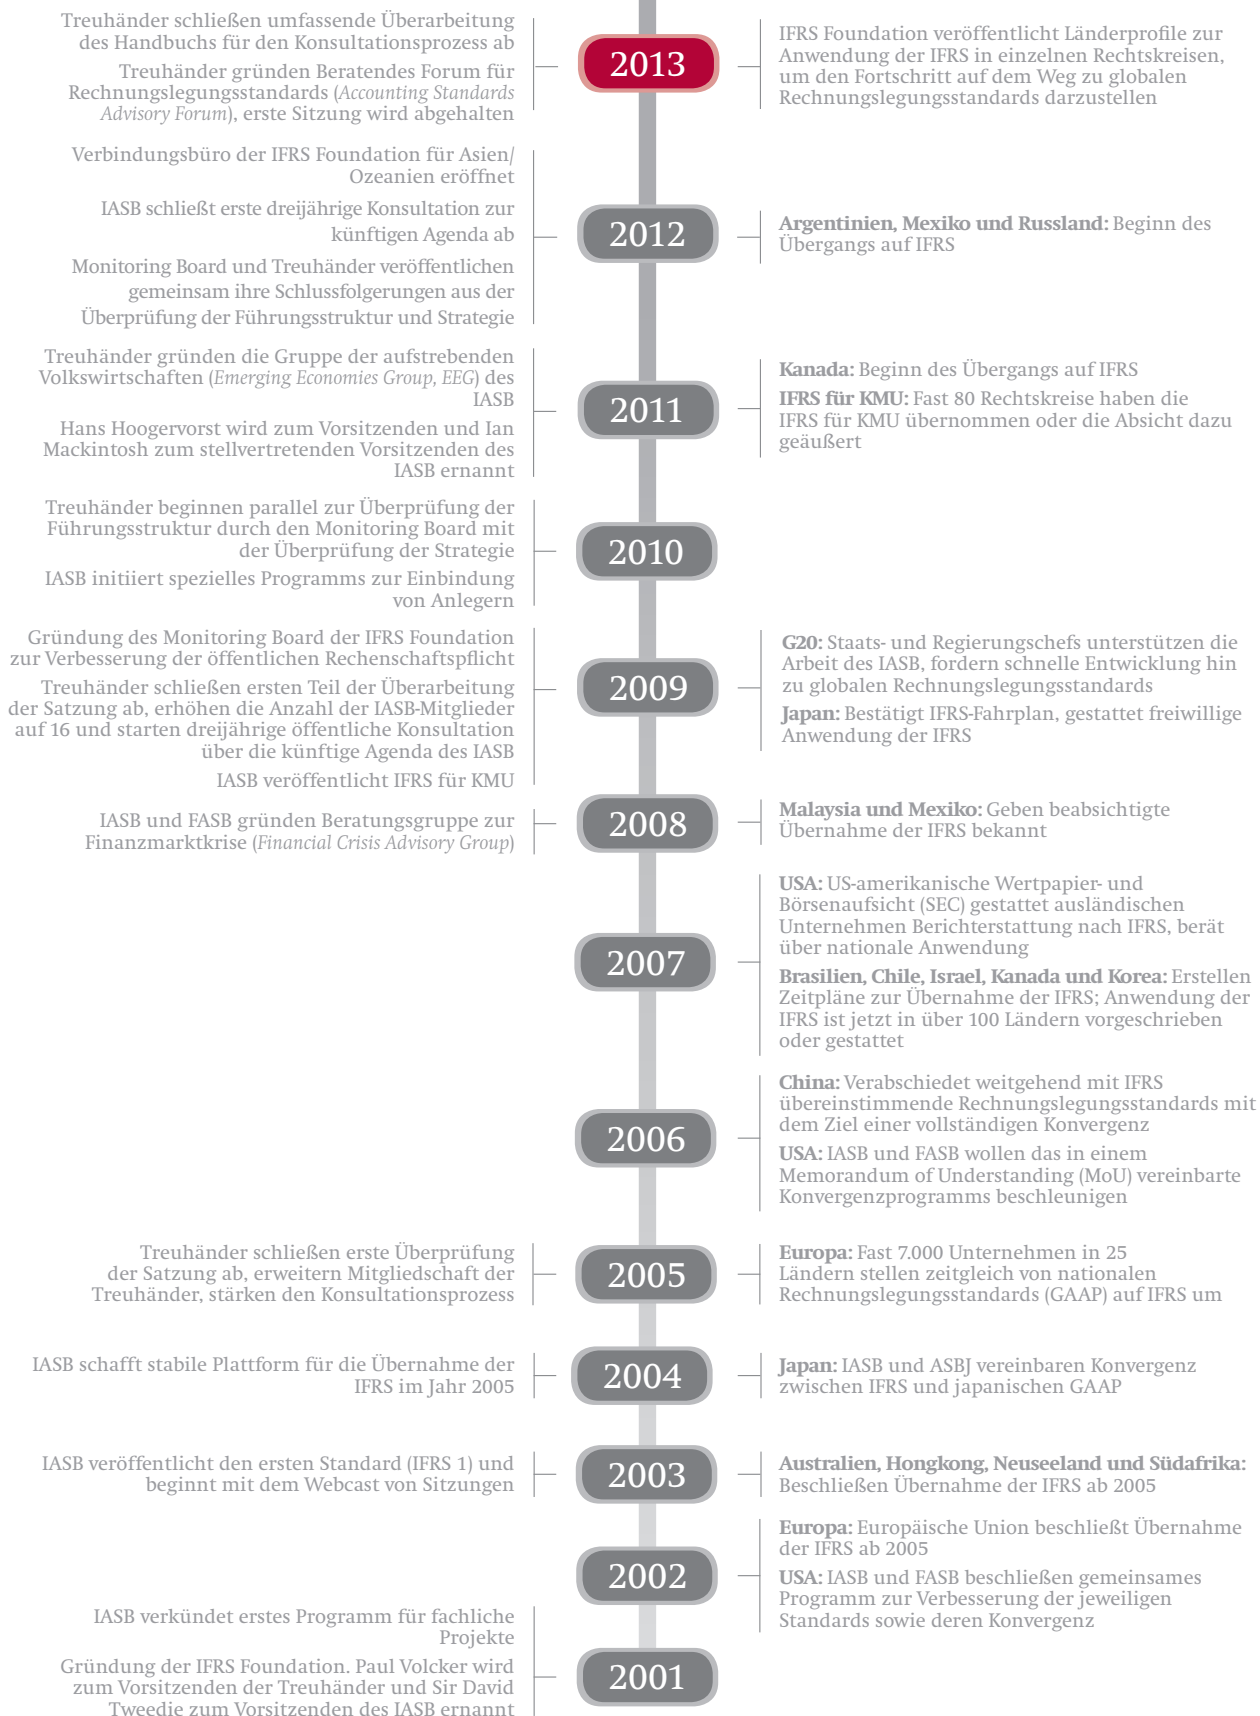 Treuhänder schließen umfassende Überarbeitung
des Handbuchs für den Konsultationsprozess ab
Treuhänder gründen Beratendes Forum für
Rechnungslegungsstandards (Accounting Standards
Advisory Forum), erste Sitzung wird abgehalten
2013
IFRS Foundation veröffentlicht Länderprofile zur
Anwendung der IFRS in einzelnen Rechtskreisen,
um den Fortschritt auf dem Weg zu globalen
Rechnungslegungsstandards darzustellen
Verbindungsbüro der IFRS Foundation für Asien/
Ozeanien eröffnet
IASB schließt erste dreijährige Konsultation zur
künftigen Agenda ab
Monitoring Board und Treuhänder veröffentlichen
gemeinsam ihre Schlussfolgerungen aus der
Überprüfung der Führungsstruktur und Strategie
2012
Argentinien, Mexiko und Russland: Beginn des
Übergangs auf IFRS
Treuhänder gründen die Gruppe der aufstrebenden
Volkswirtschaften (Emerging Economies Group, EEG) des
IASB
Hans Hoogervorst wird zum Vorsitzenden und Ian
Mackintosh zum stellvertretenden Vorsitzenden des
IASB ernannt
2011
Kanada: Beginn des Übergangs auf IFRS
IFRS für KMU: Fast 80 Rechtskreise haben die
IFRS für KMU übernommen oder die Absicht dazu
geäußert
Treuhänder beginnen parallel zur Überprüfung der
Führungsstruktur durch den Monitoring Board mit
der Überprüfung der Strategie
IASB initiiert spezielles Programms zur Einbindung
von Anlegern
2010
Gründung des Monitoring Board der IFRS Foundation
zur Verbesserung der öffentlichen Rechenschaftspflicht
Treuhänder schließen ersten Teil der Überarbeitung
der Satzung ab, erhöhen die Anzahl der IASB-Mitglieder
auf 16 und starten dreijährige öffentliche Konsultation
über die künftige Agenda des IASB
IASB veröffentlicht IFRS für KMU
2009
G20: Staats- und Regierungschefs unterstützen die
Arbeit des IASB, fordern schnelle Entwicklung hin
zu globalen Rechnungslegungsstandards
Japan: Bestätigt IFRS-Fahrplan, gestattet freiwillige
Anwendung der IFRS
IASB und FASB gründen Beratungsgruppe zur
Finanzmarktkrise (Financial Crisis Advisory Group)
2008
Malaysia und Mexiko: Geben beabsichtigte
Übernahme der IFRS bekannt
2007
USA: US-amerikanische Wertpapier- und
Börsenaufsicht (SEC) gestattet ausländischen
Unternehmen Berichterstattung nach IFRS, berät
über nationale Anwendung
Brasilien, Chile, Israel, Kanada und Korea: Erstellen
Zeitpläne zur Übernahme der IFRS; Anwendung der
IFRS ist jetzt in über 100 Ländern vorgeschrieben
oder gestattet
2006
China: Verabschiedet weitgehend mit IFRS
übereinstimmende Rechnungslegungsstandards mit
dem Ziel einer vollständigen Konvergenz
USA: IASB und FASB wollen das in einem
Memorandum of Understanding (MoU) vereinbarte
Konvergenzprogramms beschleunigen
Treuhänder schließen erste Überprüfung
der Satzung ab, erweitern Mitgliedschaft der
Treuhänder, stärken den Konsultationsprozess
2005
Europa: Fast 7.000 Unternehmen in 25
Ländern stellen zeitgleich von nationalen
Rechnungslegungsstandards (GAAP) auf IFRS um
IASB schafft stabile Plattform für die Übernahme der
IFRS im Jahr 2005
2004
Japan: IASB und ASBJ vereinbaren Konvergenz
zwischen IFRS und japanischen GAAP
IASB veröffentlicht den ersten Standard (IFRS 1) und
beginnt mit dem Webcast von Sitzungen
2003
Australien, Hongkong, Neuseeland und Südafrika:
Beschließen Übernahme der IFRS ab 2005
2002
Europa: Europäische Union beschließt Übernahme
der IFRS ab 2005
USA: IASB und FASB beschließen gemeinsames
Programm zur Verbesserung der jeweiligen
Standards sowie deren Konvergenz
IASB verkündet erstes Programm für fachliche
Projekte
Gründung der IFRS Foundation. Paul Volcker wird
zum Vorsitzenden der Treuhänder und Sir David
Tweedie zum Vorsitzenden des IASB ernannt
2001